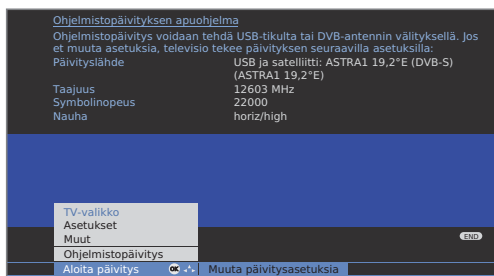 Ohjelmistopäivityksen apuohjelma
Ohjelmistopäivitys voidaan tehdä USB-tikulta tai DVB-antennin välityksellä. Jos
et muuta asetuksia, televisio tekee päivityksen seuraavilla asetuksilla:
Päivityslähde USB ja satelliitti: ASTRA1 19,2°E (DVB-S)
(ASTRA1 19,2°E)
Taajuus 12603 MHz
Symbolinopeus 22000
Nauha horiz/high
TV-valikko
Asetukset
Muut
END
Ohjelmistopäivitys
Aloita päivitys OK Muuta päivitysasetuksia